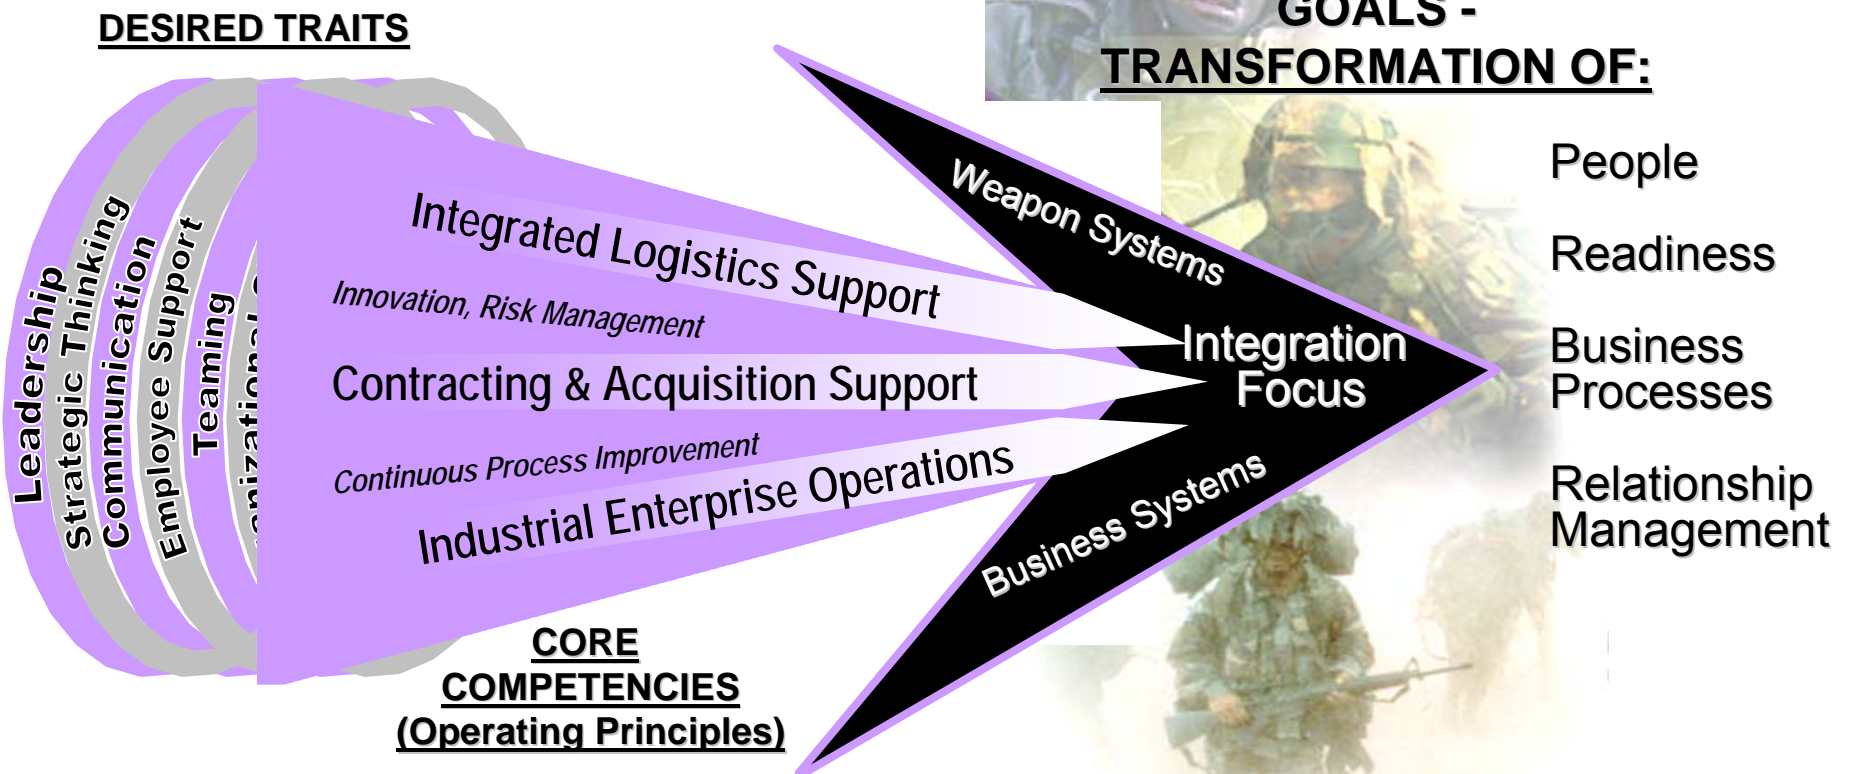 DESIRED TRAITS
Leadership
Strategic Thinking
Communication
Employee Support
Teaming
Integrated Logistics Support
Innovation, Risk Management
Contracting & Acquisition Support
Continuous Process Improvement
Industrial Enterprise Operations
CORE
COMPETENCIES
(Operating Principles)
Weapon Systems
Integration
Focus
Business Systems
GOALS -
TRANSFORMATION OF:
People
Readiness
Business
Processes
Relationship
Management